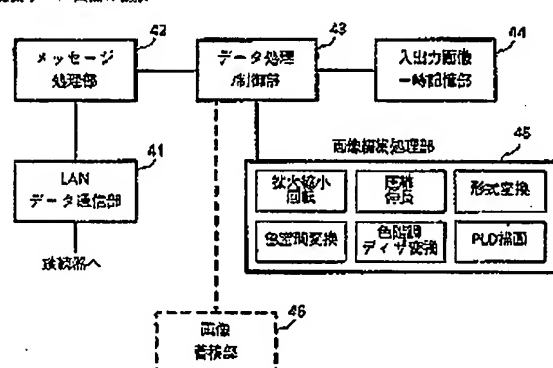 42
メッセージ
処理部
43
データ処理
制御部
44
入出力画像
一時記憶部
41
LAN
データ通信部
接続器へ
画像編集処理部
45
拡大縮小
回転
圧縮
伸長
形式変換
色空間変換
色階調
ディザ変換
PLD描画
46
画像
蓄積部